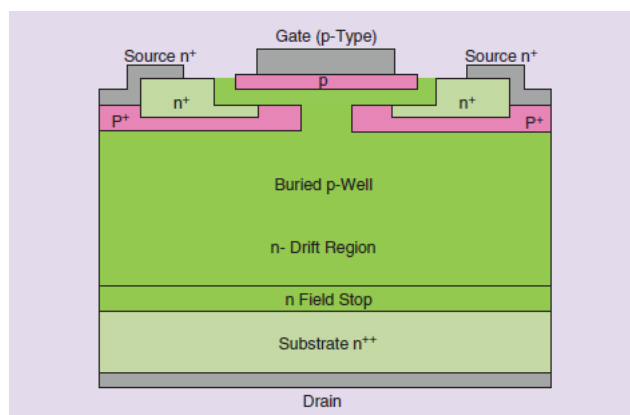 Gate (p-Type)
Source n+ Source n+
p
n+ n+
P+ P+
Buried p-Well
n- Drift Region
n Field Stop
Substrate n++
Drain